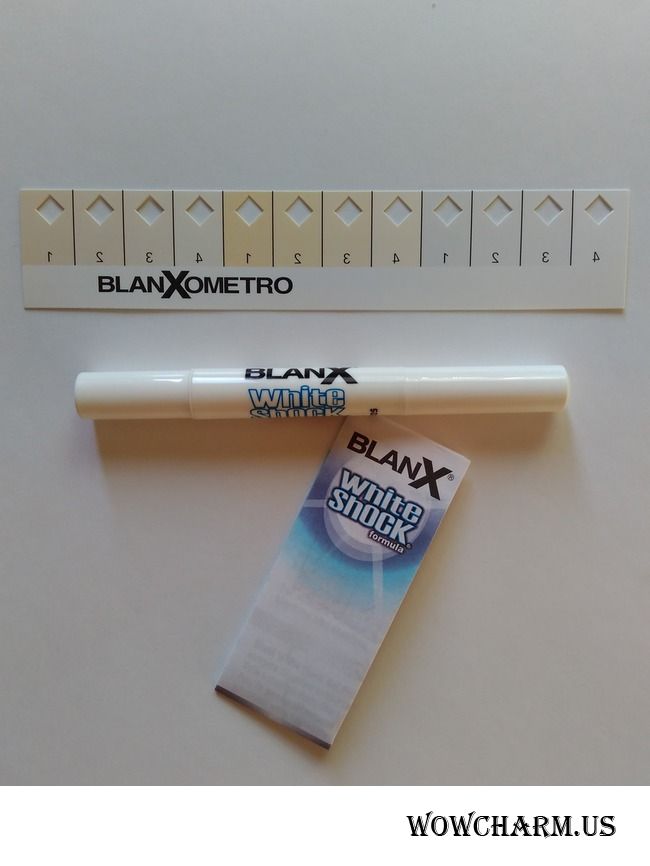 1 2 3 4 1 2 3 4 1 2 3 4
BLANXOMETRO
BLANX
White
Shock
BLANX®
White
Shock®
formula
WOWCHARM.US